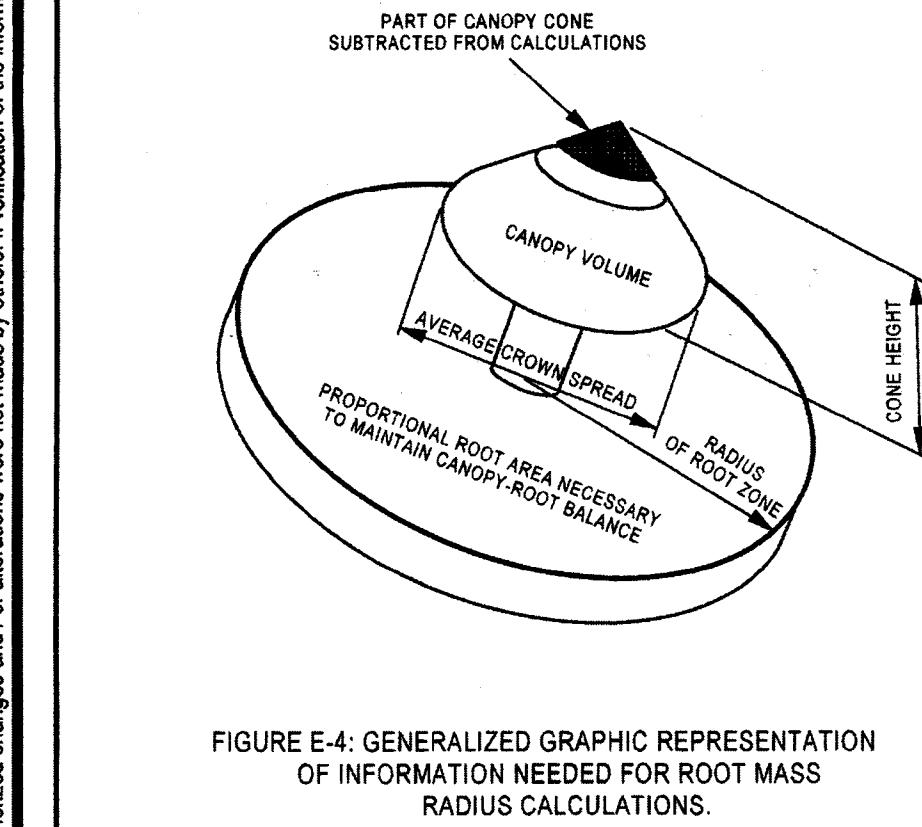 PART OF CANOPY CONE
SUBTRACTED FROM CALCULATIONS
CANOPY VOLUME
CONE HEIGHT
AVERAGE CROWN SPREAD
RADIUS
OF ROOT ZONE
PROPORTIONAL ROOT AREA NECESSARY
TO MAINTAIN CANOPY-ROOT BALANCE
FIGURE E-4: GENERALIZED GRAPHIC REPRESENTATION
OF INFORMATION NEEDED FOR ROOT MASS
RADIUS CALCULATIONS.